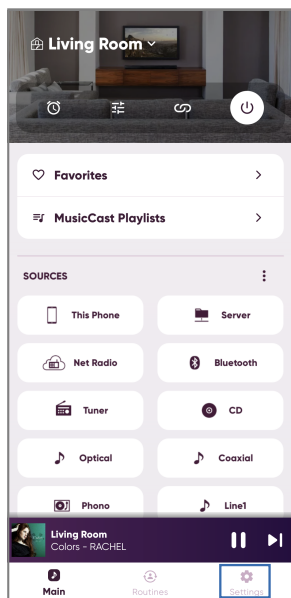 Living Room
Favorites
MusicCast Playlists
SOURCES
This Phone
Server
Net Radio
Bluetooth
Tuner
CD
Optical
Coaxial
Phono
Line1
Living Room
Colors - RACHEL
Main
Routines
Settings